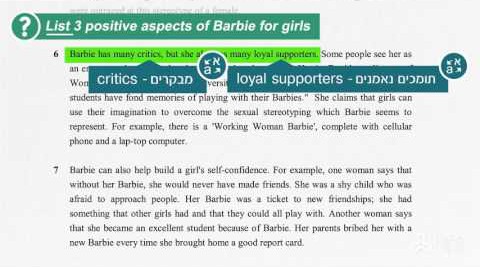 were outraged at this stereotype of a female.
? List 3 positive aspects of Barbie for girls
6 Barbie has many critics, but she also has many loyal supporters. Some people see her as
an
critics - מבקרים
loyal supporters - תומכים נאמנים
Wom
students have fond memories of playing with their Barbies." She claims that girls can
use their imagination to overcome the sexual stereotyping which Barbie seems to
represent. For example, there is a 'Working Woman Barbie', complete with cellular
phone and a lap-top computer.
7 Barbie can also help build a girl's self-confidence. For example, one woman says that
without her Barbie, she would never have made friends. She was a shy child who was
afraid to approach people. Her Barbie was a ticket to new friendships; she had
something that other girls had and that they could all play with. Another woman says
that she became an excellent student because of Barbie. Her parents bribed her with a
new Barbie every time she brought home a good report card.